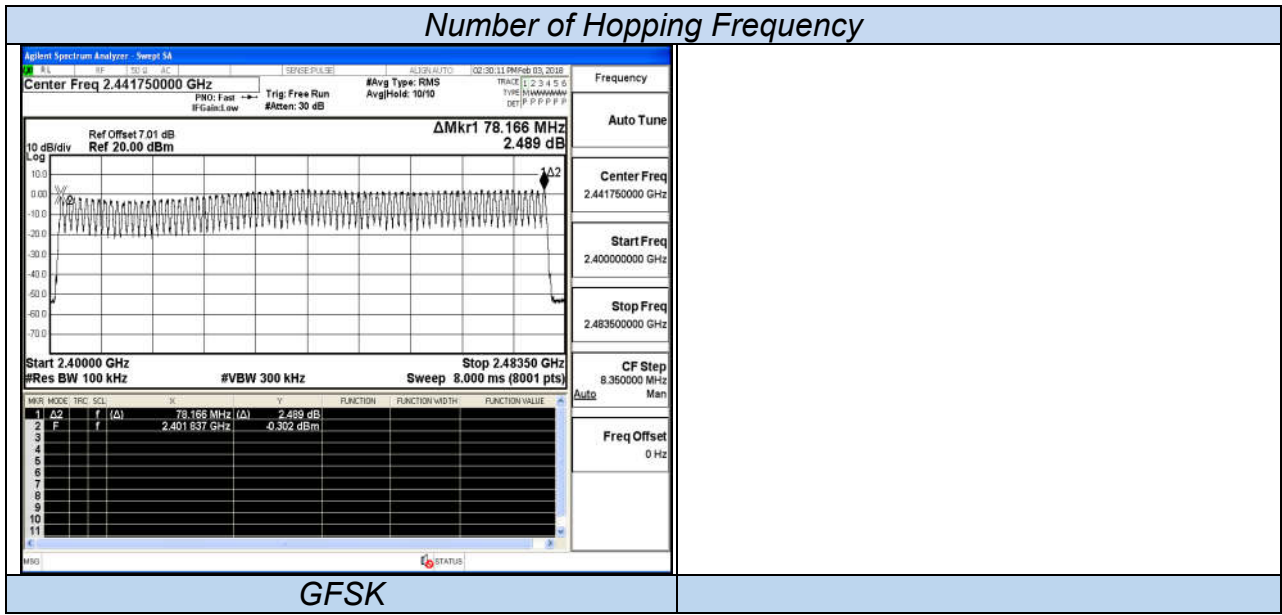 Number of Hopping Frequency
Agilent Spectrum Analyzer - Swept SA
RL RF 50 Ω AC SENSE:PULSE ALIGN AUTO 02:30:11 PM Feb 03, 2018
Center Freq 2.441750000 GHz #Avg Type: RMS TRACE 1 2 3 4 5 6
PNO: Fast Trig: Free Run Avg|Hold: 10/10 TYPE MWWWWW
IFGain:Low #Atten: 30 dB DET P P P P P P
ΔMkr1 78.166 MHz
2.489 dB
Ref Offset 7.01 dB
10 dB/div Ref 20.00 dBm
Log
1Δ2
10.0
0.00
-10.0
-20.0
-30.0
-40.0
-50.0
-60.0
-70.0
Start 2.40000 GHz Stop 2.48350 GHz
#Res BW 100 kHz #VBW 300 kHz Sweep 8.000 ms (8001 pts)
MKR MODE TRC SCL X Y FUNCTION FUNCTION WIDTH FUNCTION VALUE
1 Δ2 f (Δ) 78.166 MHz (Δ) 2.489 dB
2 F f 2.401 837 GHz -0.302 dBm
3
4
5
6
7
8
9
10
11
MSG STATUS
Frequency
Auto Tune
Center Freq
2.441750000 GHz
Start Freq
2.400000000 GHz
Stop Freq
2.483500000 GHz
CF Step
8.350000 MHz
Auto Man
Freq Offset
0 Hz
GFSK